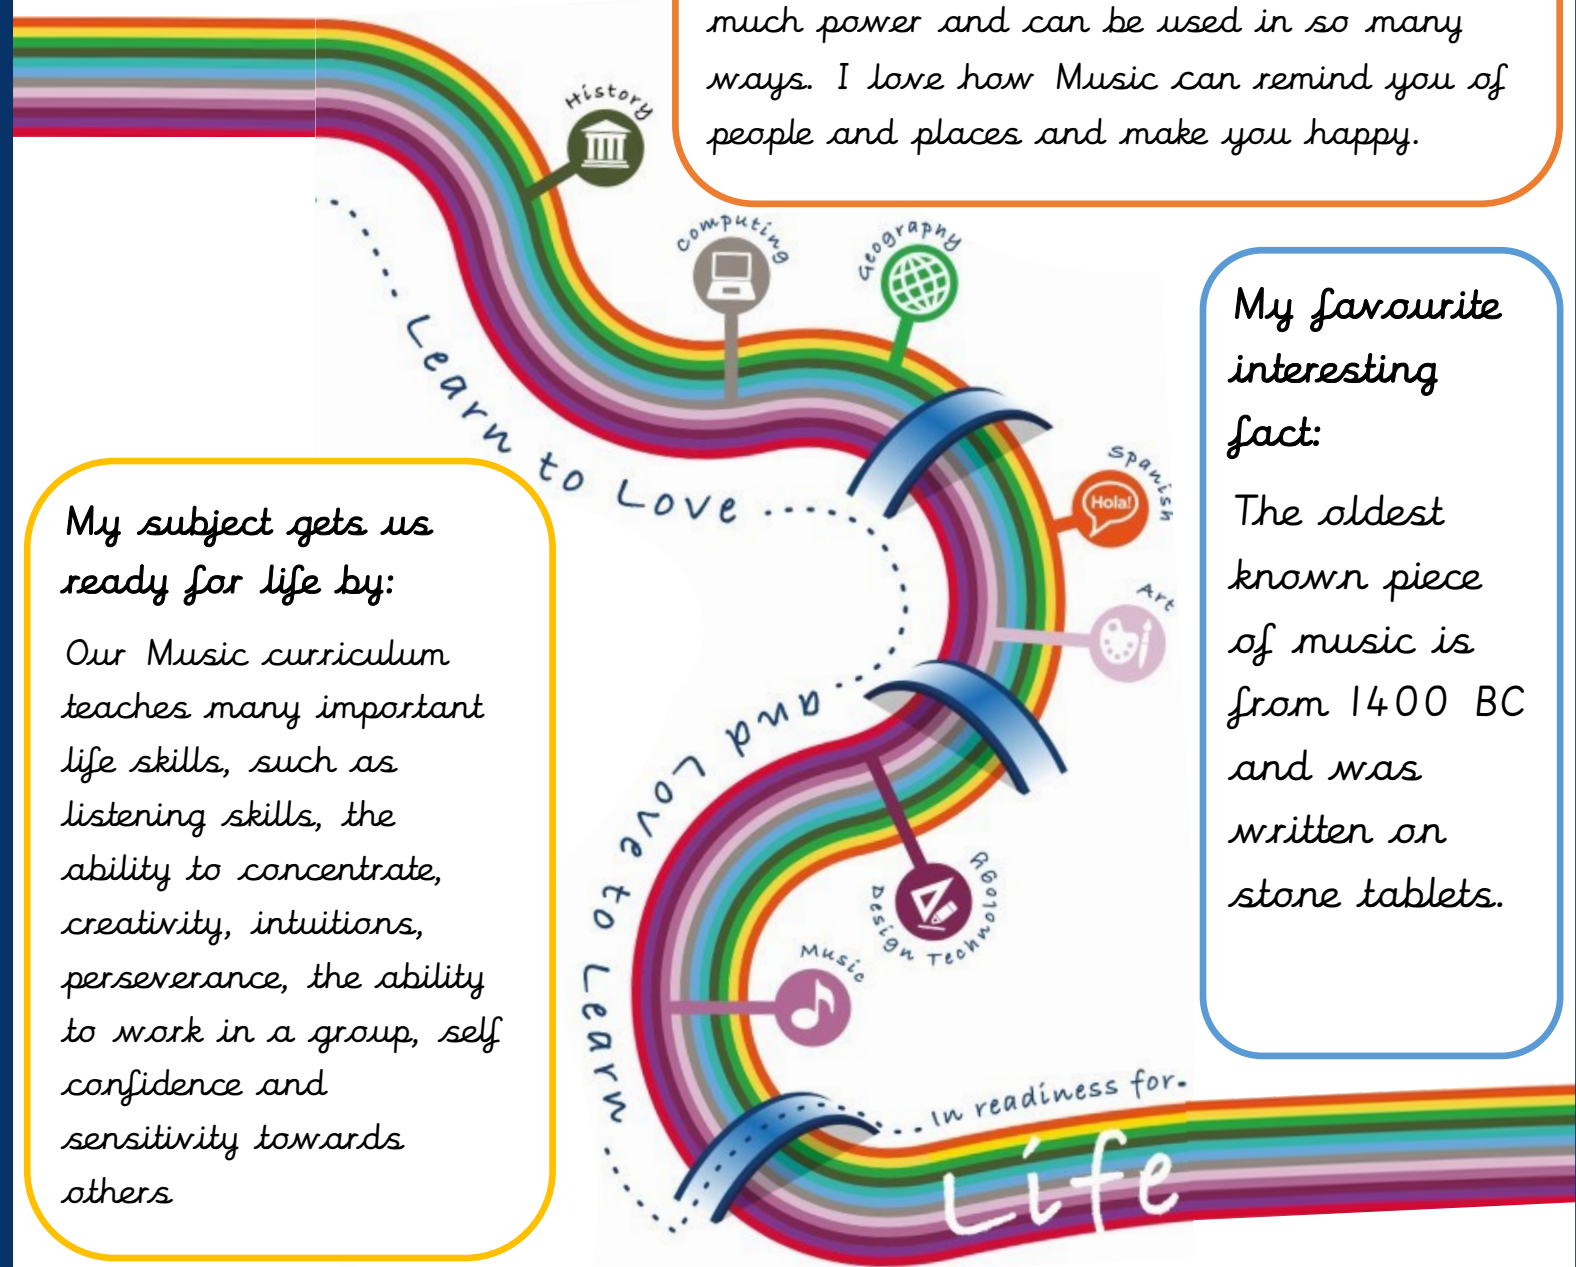 much power and can be used in so many
ways. I love how Music can remind you of
people and places and make you happy.
History
Computing
Geography
Learn to Love
Spanish
Hola!
Art
and Love to Learn
Design Technology
Music
In readiness for
Life
My favourite
interesting
fact:
The oldest
known piece
of music is
from 1400 BC
and was
written on
stone tablets.
My subject gets us
ready for life by:
Our Music curriculum
teaches many important
life skills, such as
listening skills, the
ability to concentrate,
creativity, intuitions,
perseverance, the ability
to work in a group, self
confidence and
sensitivity towards
others